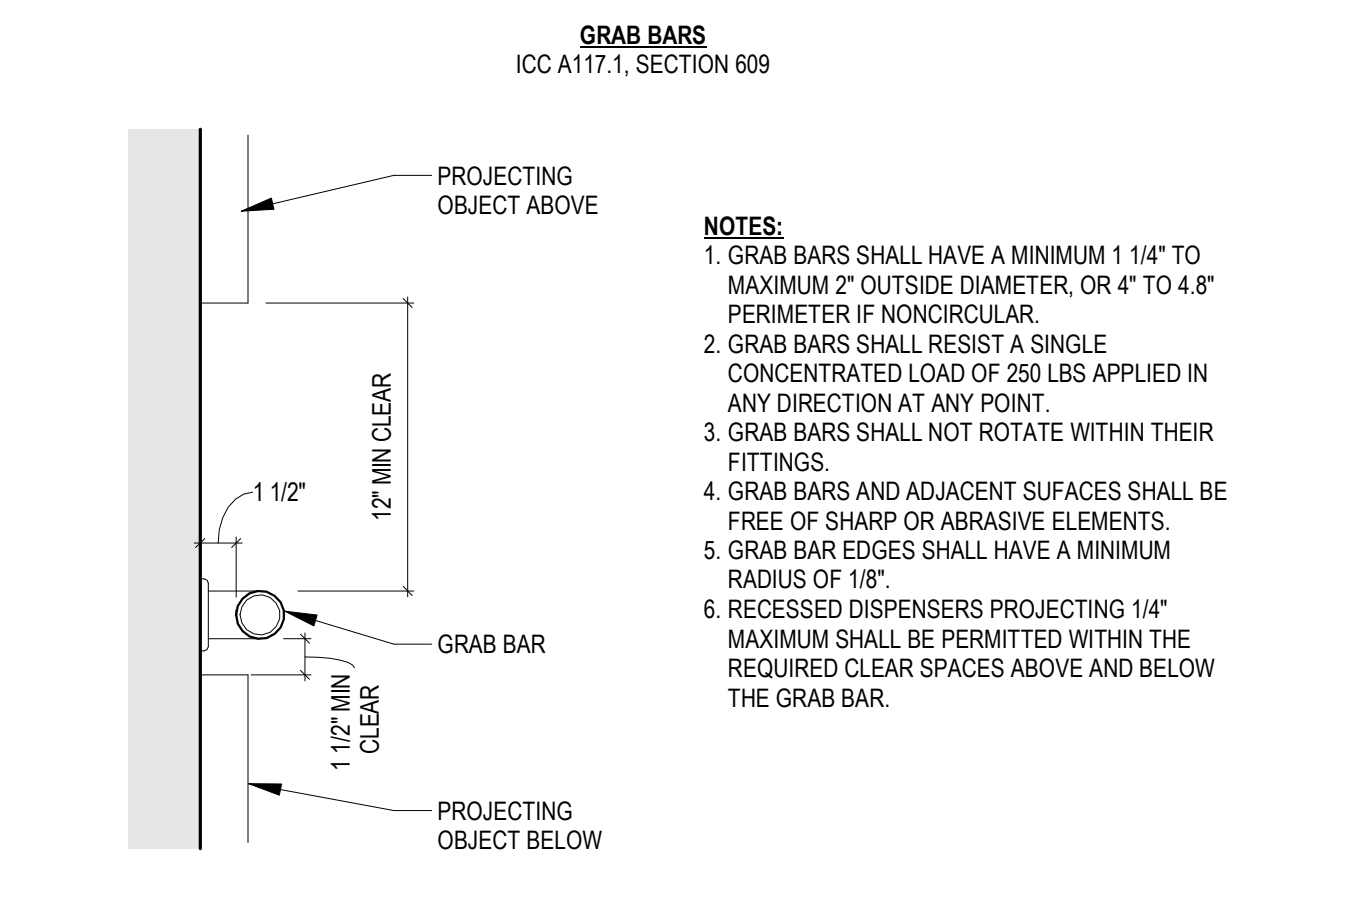 GRAB BARS
ICC A117.1, SECTION 609
PROJECTING
OBJECT ABOVE
12" MIN CLEAR
1 1/2"
GRAB BAR
1 1/2" MIN
CLEAR
PROJECTING
OBJECT BELOW
NOTES:
1. GRAB BARS SHALL HAVE A MINIMUM 1 1/4" TO
MAXIMUM 2" OUTSIDE DIAMETER, OR 4" TO 4.8"
PERIMETER IF NONCIRCULAR.
2. GRAB BARS SHALL RESIST A SINGLE
CONCENTRATED LOAD OF 250 LBS APPLIED IN
ANY DIRECTION AT ANY POINT.
3. GRAB BARS SHALL NOT ROTATE WITHIN THEIR
FITTINGS.
4. GRAB BARS AND ADJACENT SUFACES SHALL BE
FREE OF SHARP OR ABRASIVE ELEMENTS.
5. GRAB BAR EDGES SHALL HAVE A MINIMUM
RADIUS OF 1/8".
6. RECESSED DISPENSERS PROJECTING 1/4"
MAXIMUM SHALL BE PERMITTED WITHIN THE
REQUIRED CLEAR SPACES ABOVE AND BELOW
THE GRAB BAR.